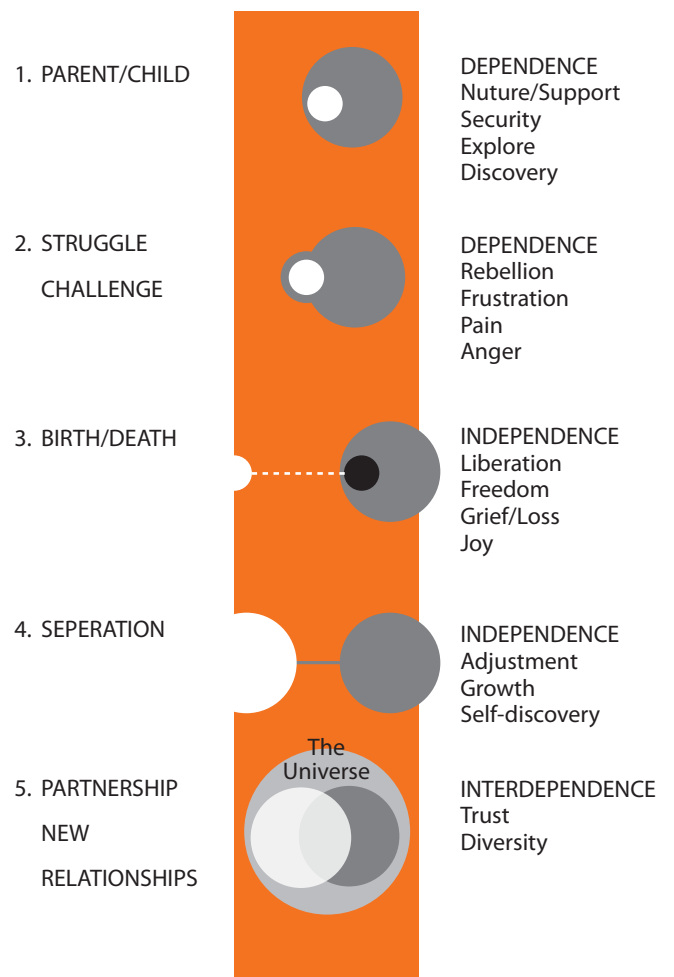 1. PARENT/CHILD
DEPENDENCE
Nuture/Support
Security
Explore
Discovery
2. STRUGGLE
CHALLENGE
DEPENDENCE
Rebellion
Frustration
Pain
Anger
3. BIRTH/DEATH
INDEPENDENCE
Liberation
Freedom
Grief/Loss
Joy
4. SEPERATION
INDEPENDENCE
Adjustment
Growth
Self-discovery
The
Universe
5. PARTNERSHIP
NEW
RELATIONSHIPS
INTERDEPENDENCE
Trust
Diversity